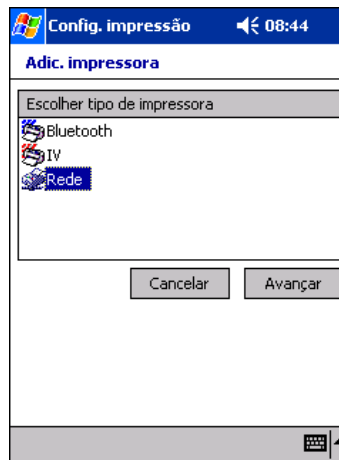 Config. impressão 08:44
Adic. impressora
Escolher tipo de impressora
Bluetooth
IV
Rede
Cancelar Avançar